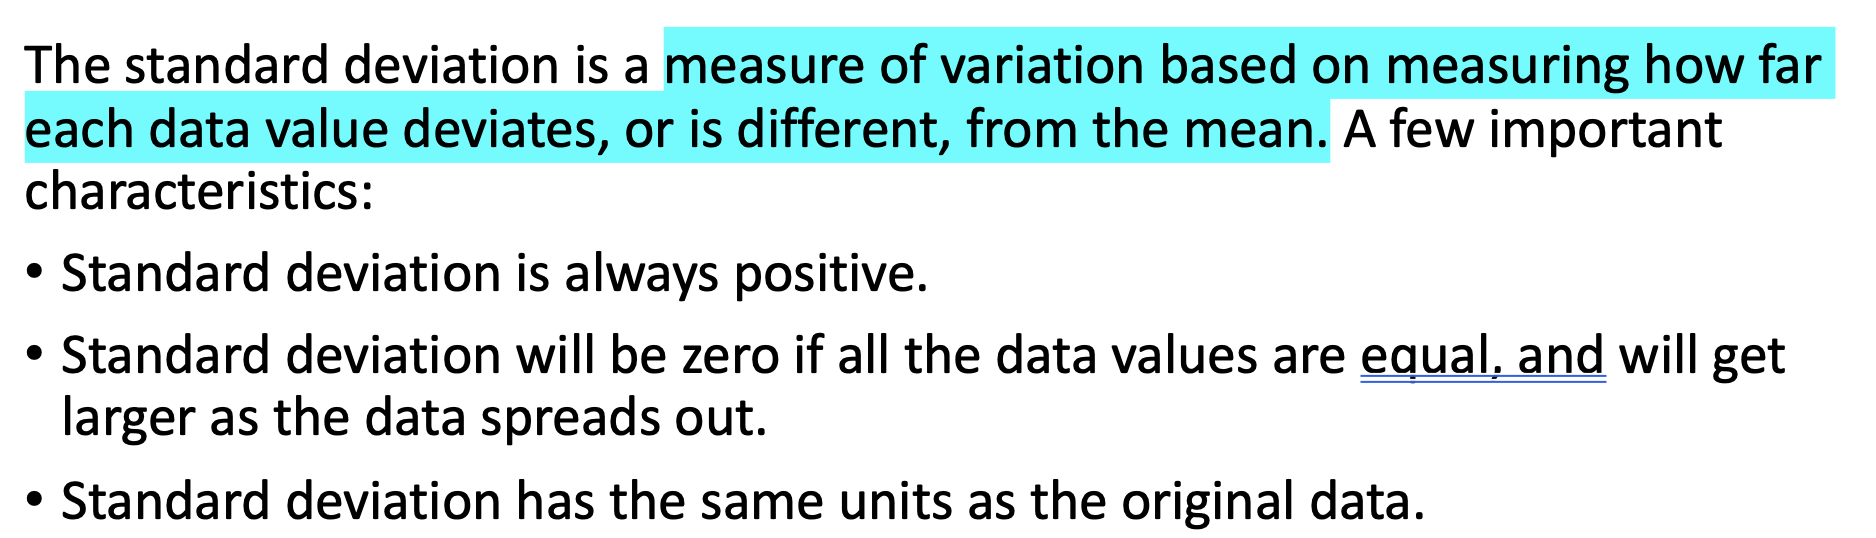 The standard deviation is a measure of variation based on measuring how far
each data value deviates, or is different, from the mean. A few important
characteristics:
• Standard deviation is always positive.
• Standard deviation will be zero if all the data values are equal, and will get
larger as the data spreads out.
• Standard deviation has the same units as the original data.